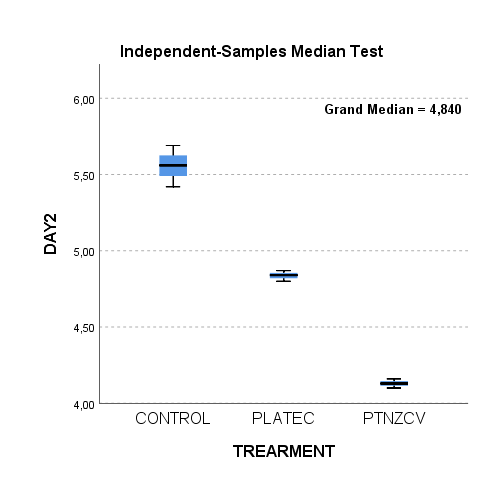 Independent-Samples Median Test
Grand Median = 4,840
6,00
5,50
5,00
4,50
4,00
DAY2
CONTROL PLATEC PTNZCV
TREARMENT